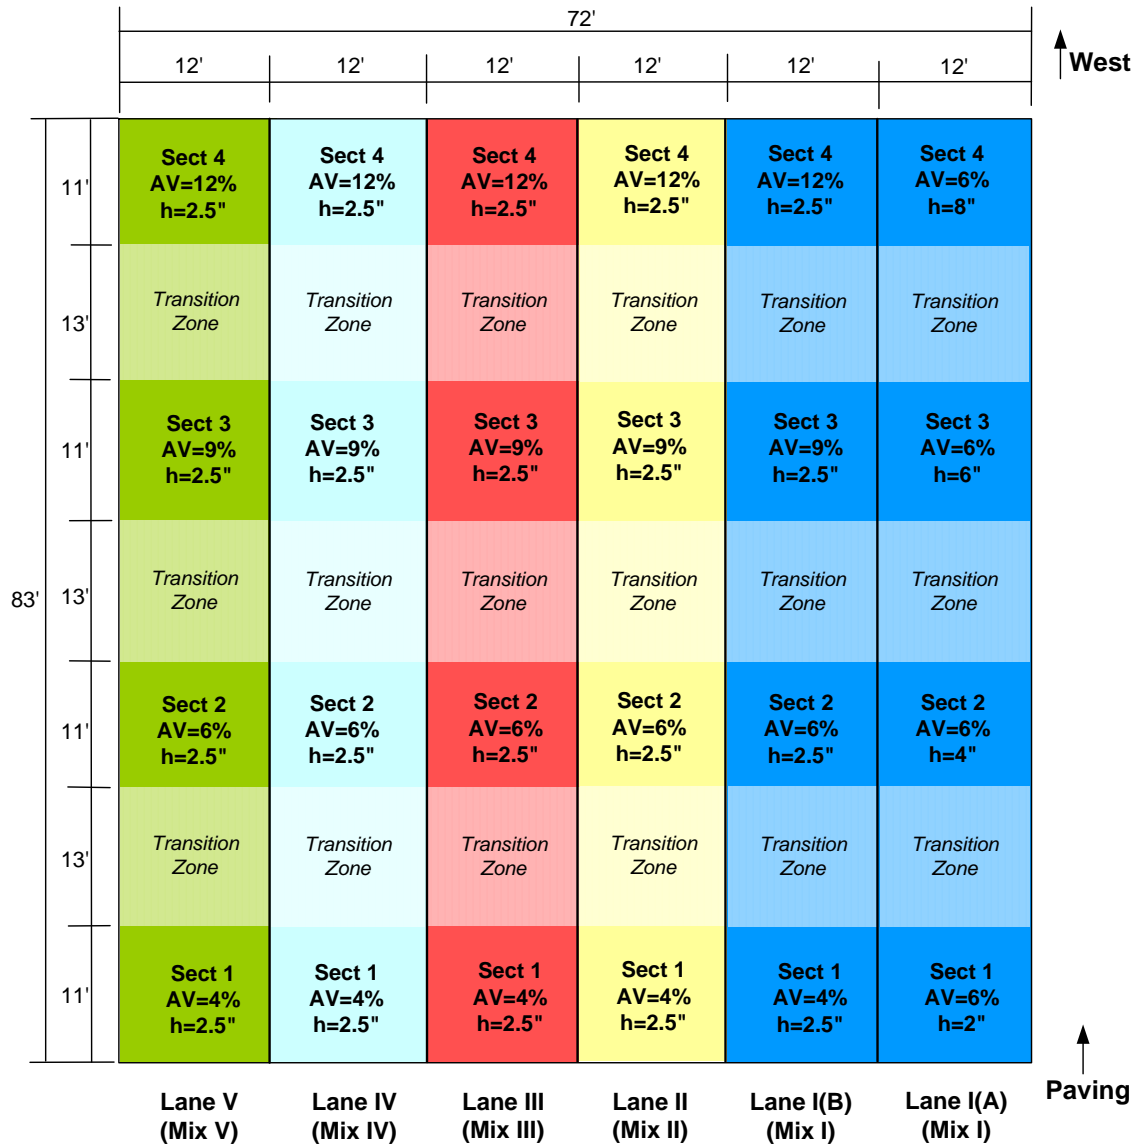 72'
West
12'
12'
12'
12'
12'
12'
11'
Sect 4
AV=12%
h=2.5"
Sect 4
AV=12%
h=2.5"
Sect 4
AV=12%
h=2.5"
Sect 4
AV=12%
h=2.5"
Sect 4
AV=12%
h=2.5"
Sect 4
AV=6%
h=8"
13'
Transition
Zone
Transition
Zone
Transition
Zone
Transition
Zone
Transition
Zone
Transition
Zone
11'
Sect 3
AV=9%
h=2.5"
Sect 3
AV=9%
h=2.5"
Sect 3
AV=9%
h=2.5"
Sect 3
AV=9%
h=2.5"
Sect 3
AV=9%
h=2.5"
Sect 3
AV=6%
h=6"
83'
13'
Transition
Zone
Transition
Zone
Transition
Zone
Transition
Zone
Transition
Zone
Transition
Zone
11'
Sect 2
AV=6%
h=2.5"
Sect 2
AV=6%
h=2.5"
Sect 2
AV=6%
h=2.5"
Sect 2
AV=6%
h=2.5"
Sect 2
AV=6%
h=2.5"
Sect 2
AV=6%
h=4"
13'
Transition
Zone
Transition
Zone
Transition
Zone
Transition
Zone
Transition
Zone
Transition
Zone
11'
Sect 1
AV=4%
h=2.5"
Sect 1
AV=4%
h=2.5"
Sect 1
AV=4%
h=2.5"
Sect 1
AV=4%
h=2.5"
Sect 1
AV=4%
h=2.5"
Sect 1
AV=6%
h=2"
Paving
Lane V
(Mix V)
Lane IV
(Mix IV)
Lane III
(Mix III)
Lane II
(Mix II)
Lane I(B)
(Mix I)
Lane I(A)
(Mix I)